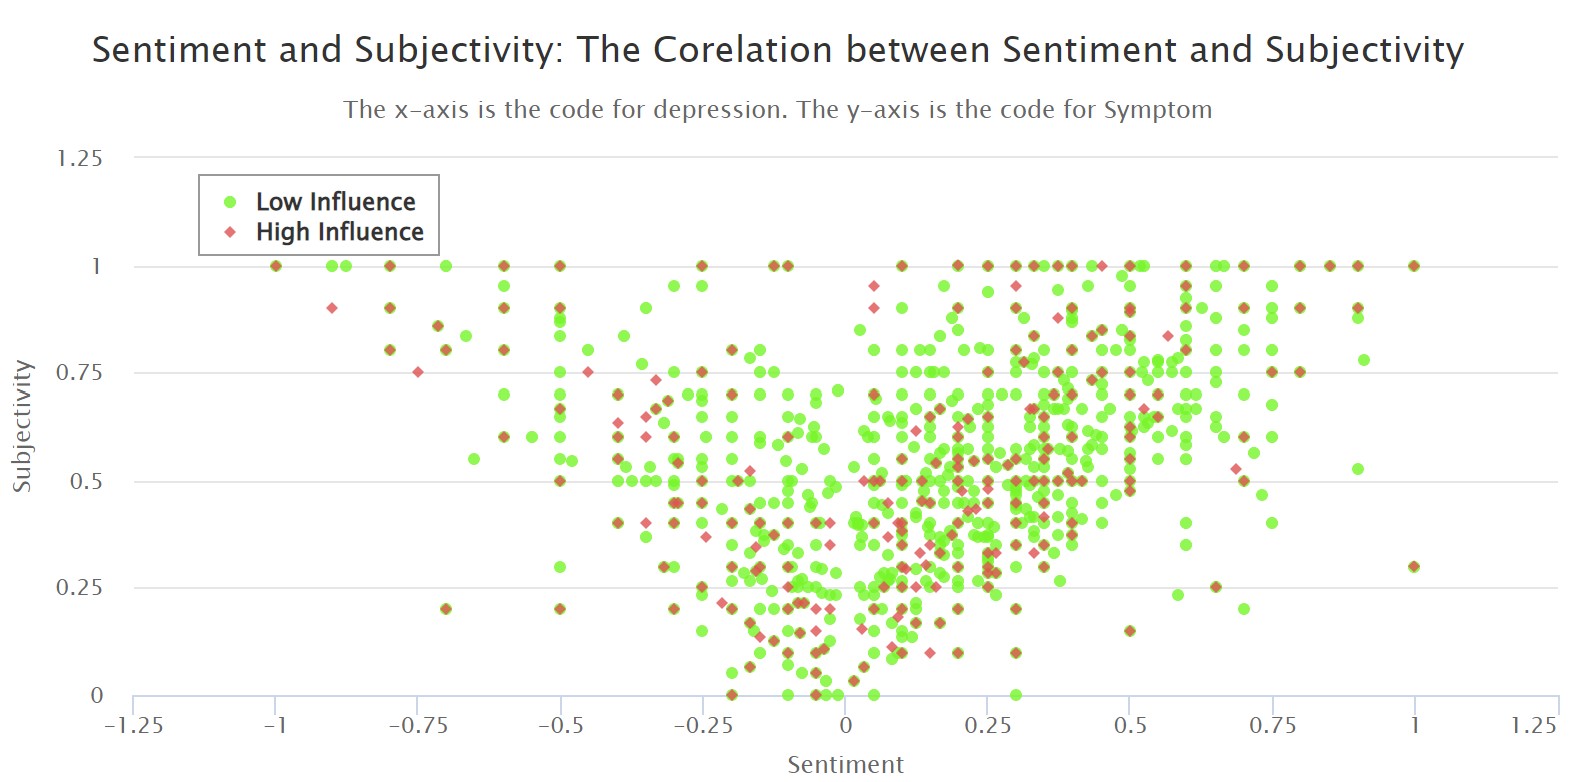 Sentiment and Subjectivity: The Corelation between Sentiment and Subjectivity
The x-axis is the code for depression. The y-axis is the code for Symptom
1.25
Low Influence
High Influence
1
0.75
Subjectivity
0.5
0.25
0
-1.25 -1 -0.75 -0.5 -0.25 0 0.25 0.5 0.75 1 1.25
Sentiment